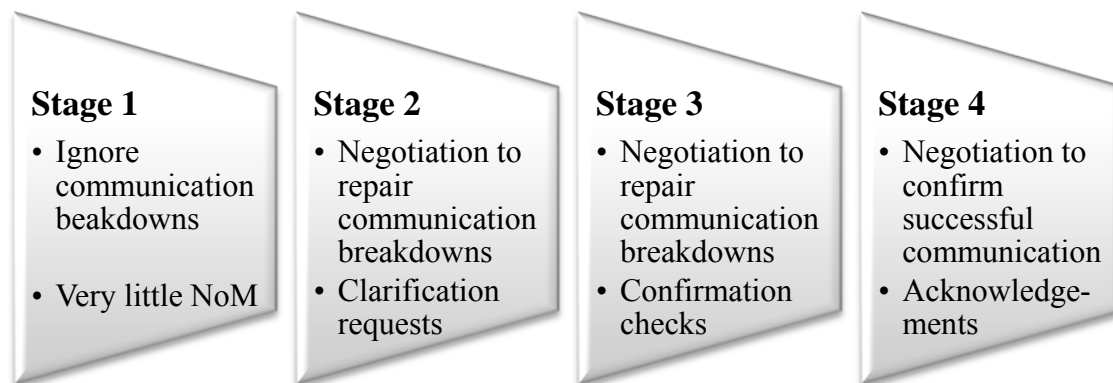 Stage 1
• Ignore
communication
beakdowns
• Very little NoM
Stage 2
• Negotiation to
repair
communication
breakdowns
• Clarification
requests
Stage 3
• Negotiation to
repair
communication
breakdowns
• Confirmation
checks
Stage 4
• Negotiation to
confirm
successful
communication
• Acknowledge-
ments